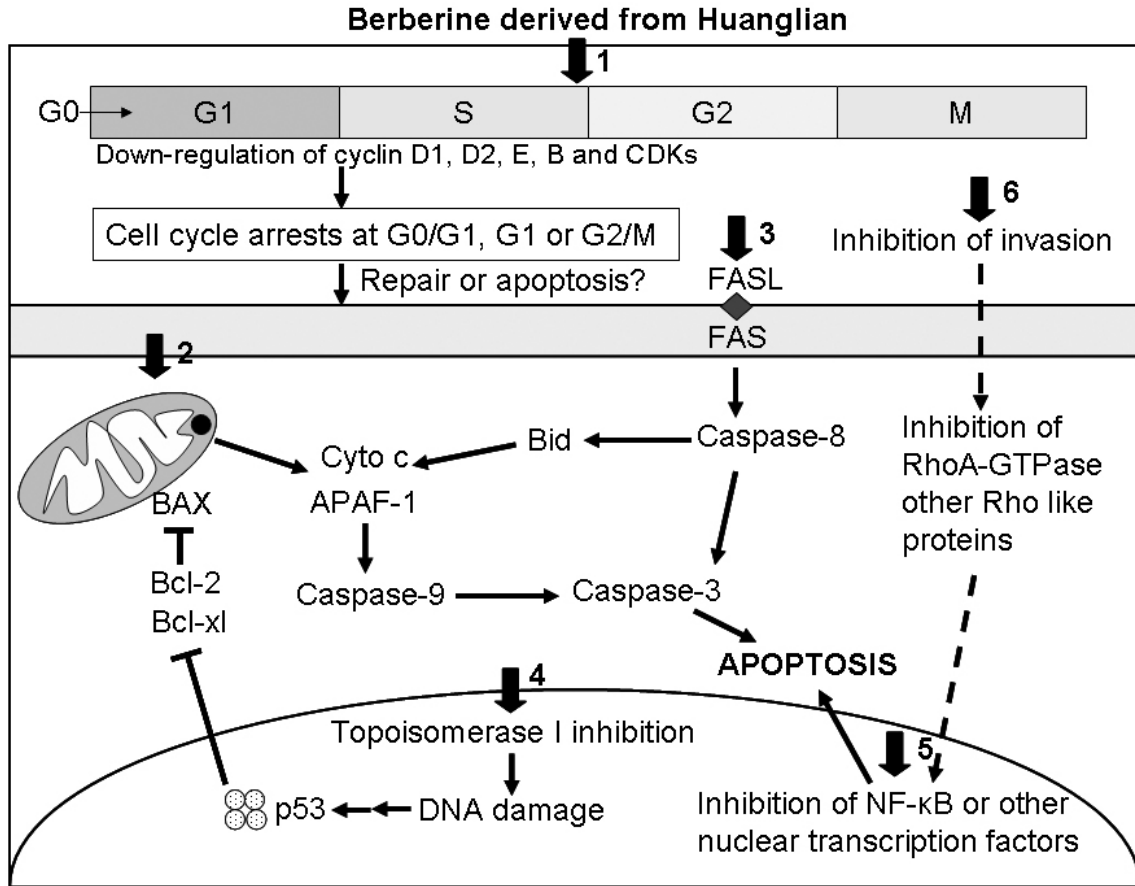 Berberine derived from Huanglian
1
G0
G1
S
G2
M
Down-regulation of cyclin D1, D2, E, B and CDKs
Cell cycle arrests at G0/G1, G1 or G2/M
Repair or apoptosis?
3
FASL
FAS
6
Inhibition of invasion
2
BAX
Cyto c
APAF-1
Bid
Caspase-8
Inhibition of
RhoA-GTPase
other Rho like
proteins
Bcl-2
Bcl-xl
Caspase-9
Caspase-3
APOPTOSIS
4
Topoisomerase I inhibition
p53
DNA damage
5
Inhibition of NF-κB or other
nuclear transcription factors